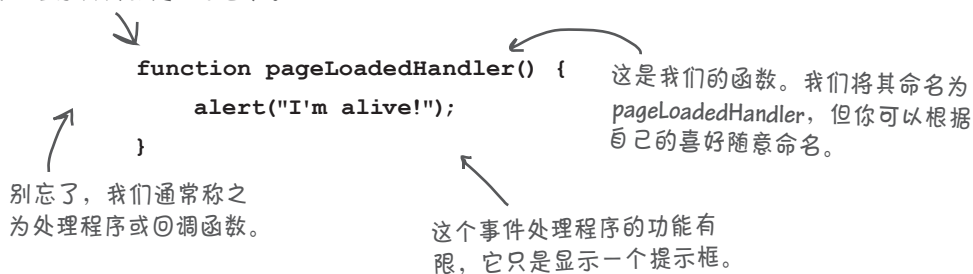 function pageLoadedHandler() {
alert("I'm alive!");
}
这是我们的函数。我们将其命名为
pageLoadedHandler，但你可以根据
自己的喜好随意命名。
别忘了，我们通常称之
为处理程序或回调函数。
这个事件处理程序的功能有
限，它只是显示一个提示框。